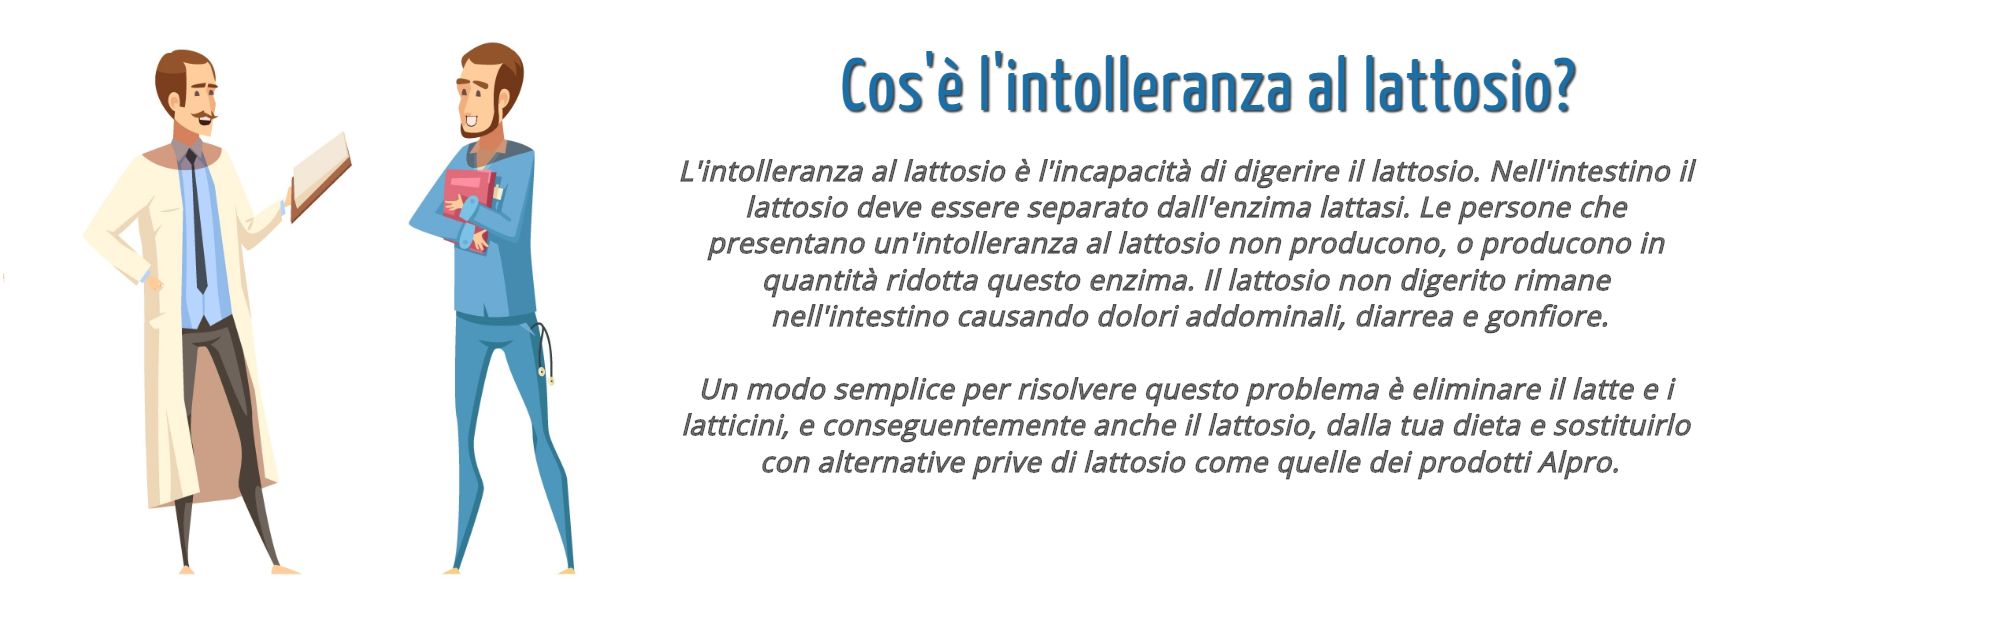 Cos'è l'intolleranza al lattosio?
L'intolleranza al lattosio è l'incapacità di digerire il lattosio. Nell'intestino il
lattosio deve essere separato dall'enzima lattasi. Le persone che
presentano un'intolleranza al lattosio non producono, o producono in
quantità ridotta questo enzima. Il lattosio non digerito rimane
nell'intestino causando dolori addominali, diarrea e gonfiore.
Un modo semplice per risolvere questo problema è eliminare il latte e i
latticini, e conseguentemente anche il lattosio, dalla tua dieta e sostituirlo
con alternative prive di lattosio come quelle dei prodotti Alpro.